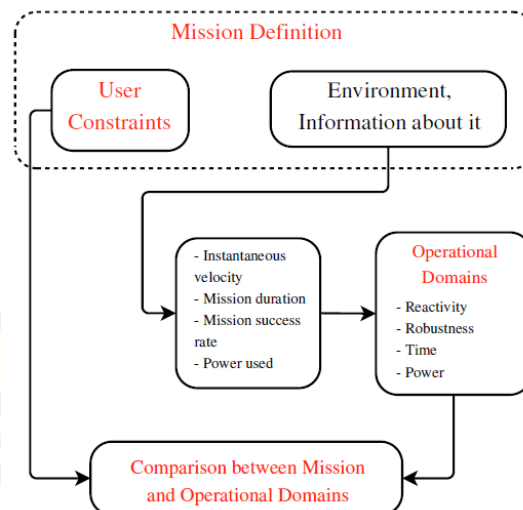 Mission Definition
User
Constraints
Environment,
Information about it
- Instantaneous
velocity
- Mission duration
- Mission success
rate
- Power used
Operational
Domains
- Reactivity
- Robustness
- Time
- Power
Comparison between Mission
and Operational Domains